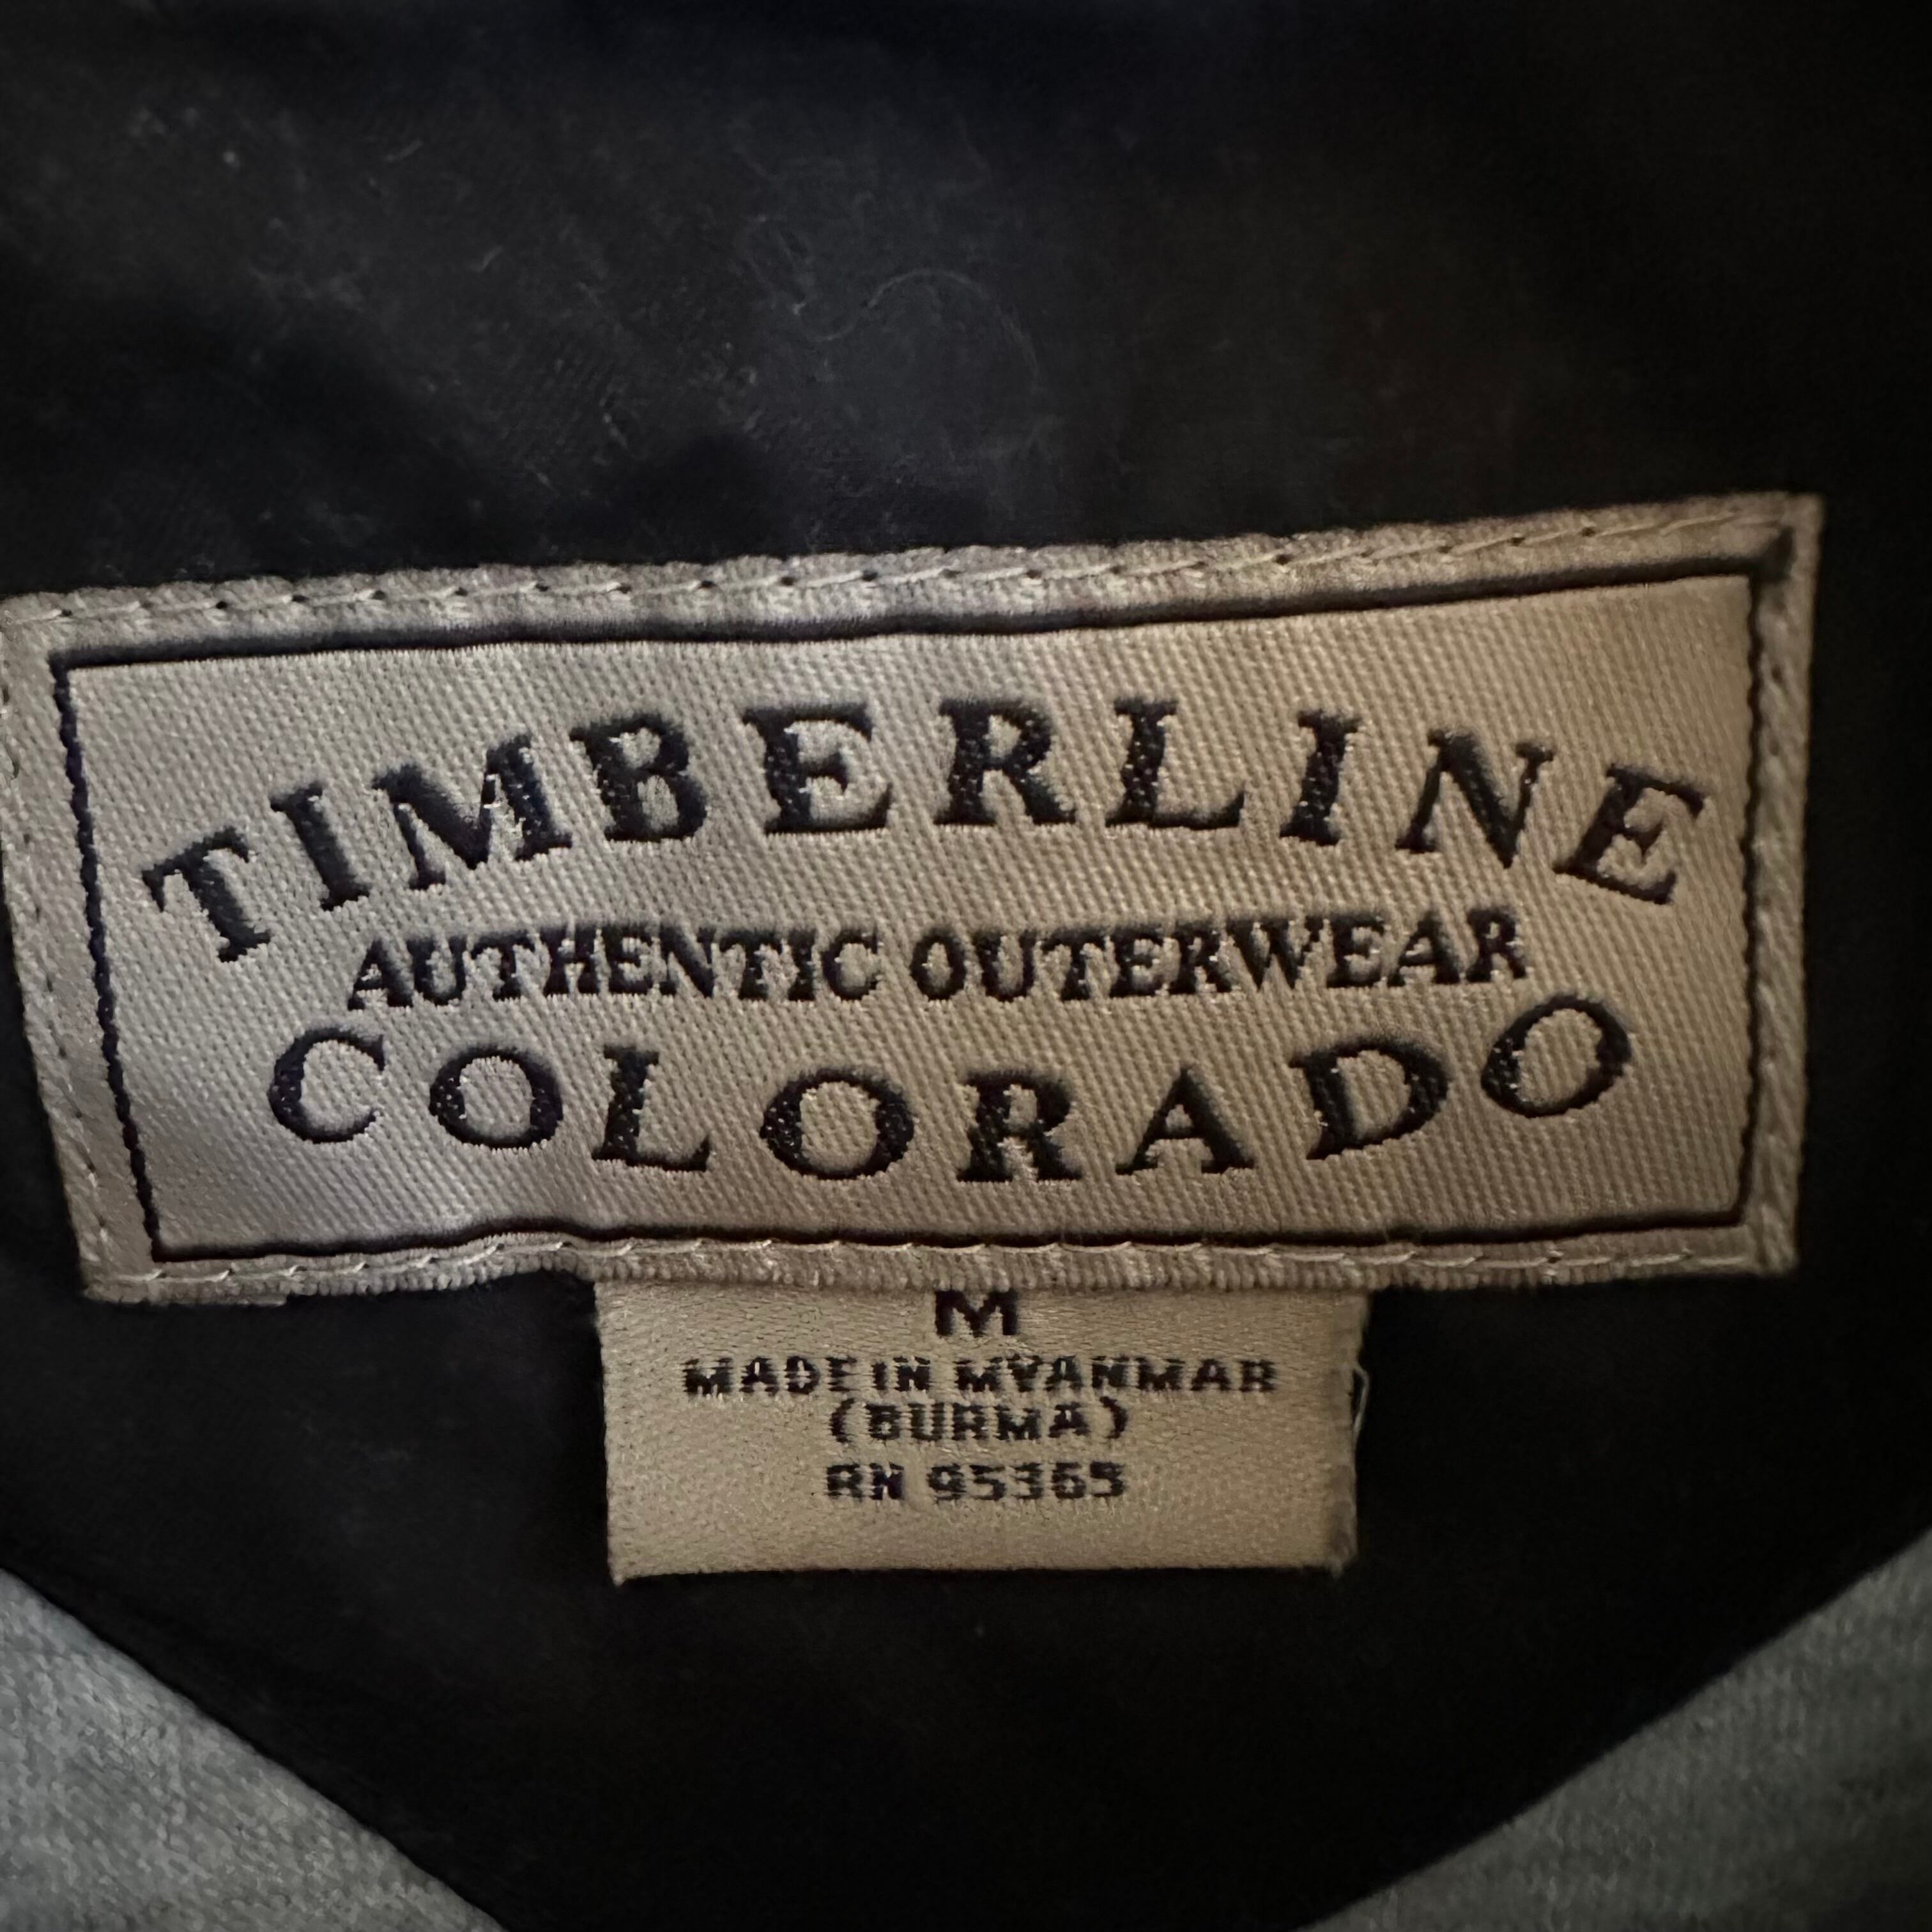 TIMBERLINE
AUTHENTIC OUTERWEAR
COLORADO
M
MADE IN MYANMAR
(BURMA)
RN 95365